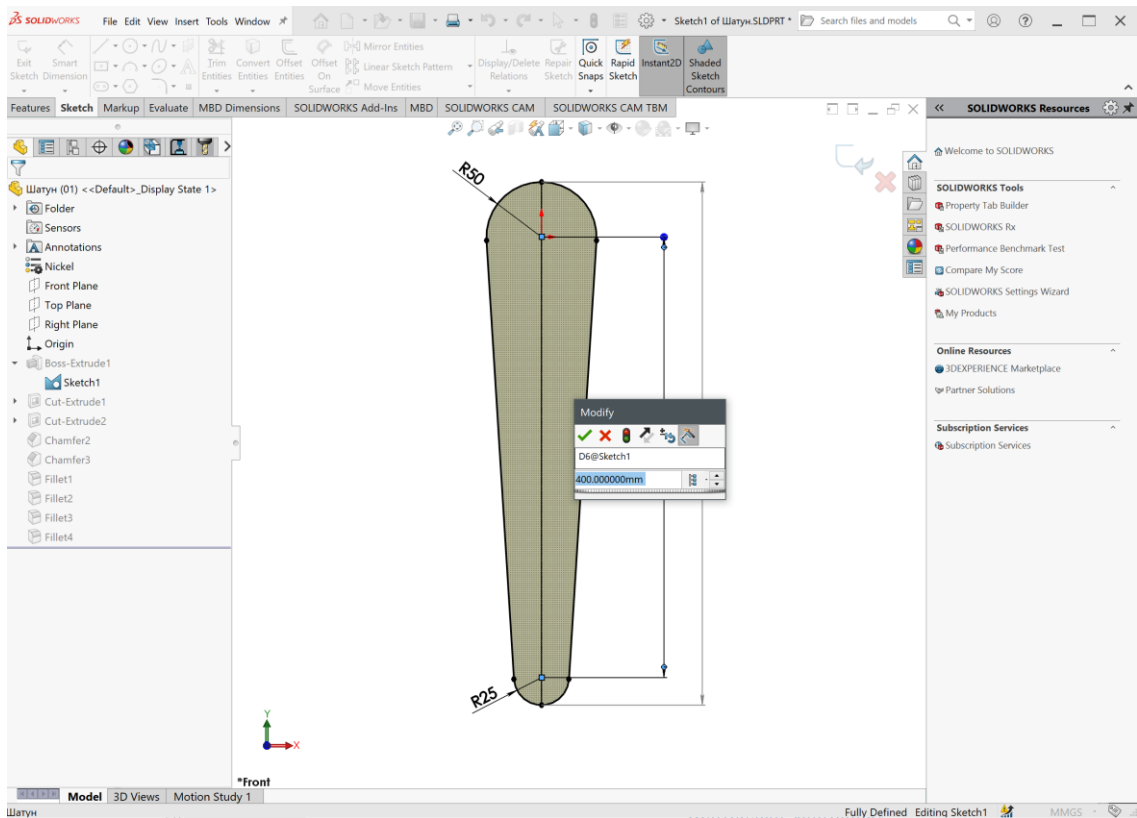 SOLIDWORKS File Edit View Insert Tools Window Sketch1 of Шатун.SLDPRT * Search files and models
Exit Sketch Smart Dimension Trim Entities Convert Entities Offset Entities Offset On Surface Mirror Entities Linear Sketch Pattern Move Entities Display/Delete Relations Repair Sketch Quick Snaps Rapid Sketch Instant2D Shaded Sketch Contours
Features Sketch Markup Evaluate MBD Dimensions SOLIDWORKS Add-Ins MBD SOLIDWORKS CAM SOLIDWORKS CAM TBM
Шатун (01) <<Default>_Display State 1>
Folder
Sensors
Annotations
Nickel
Front Plane
Top Plane
Right Plane
Origin
Boss-Extrude1
Sketch1
Cut-Extrude1
Cut-Extrude2
Chamfer2
Chamfer3
Fillet1
Fillet2
Fillet3
Fillet4
R50
Modify
D6@Sketch1
400.000000mm
R25
Y
X
*Front
SOLIDWORKS Resources
Welcome to SOLIDWORKS
SOLIDWORKS Tools
Property Tab Builder
SOLIDWORKS Rx
Performance Benchmark Test
Compare My Score
SOLIDWORKS Settings Wizard
My Products
Online Resources
3DEXPERIENCE Marketplace
Partner Solutions
Subscription Services
Subscription Services
Model 3D Views Motion Study 1
Шатун Fully Defined Editing Sketch1 MMGS